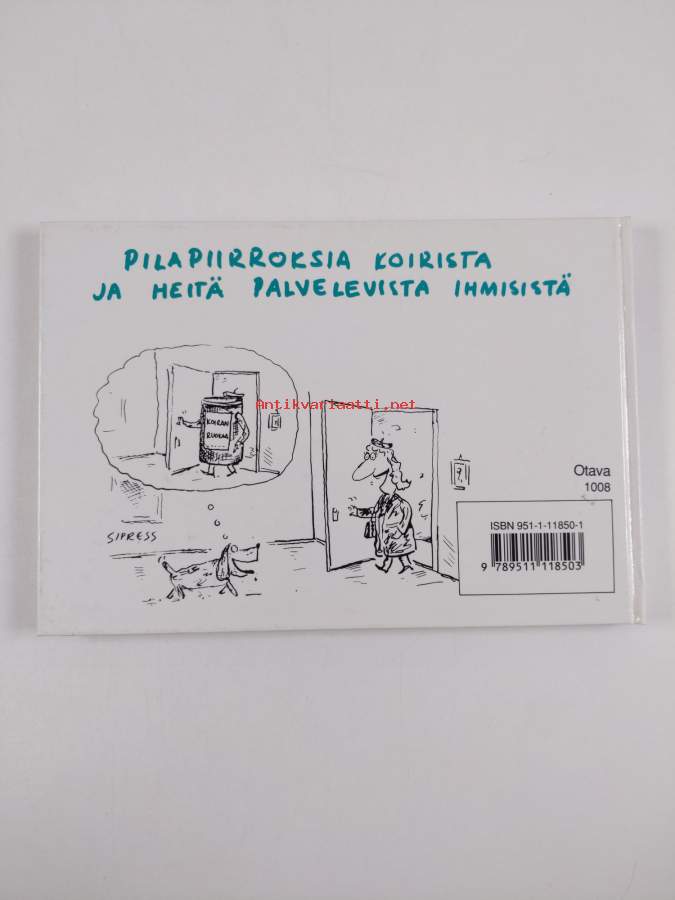 PILAPIIRROKSIA KOIRISTA
JA HEITÄ PALVELEVISTA IHMISISTÄ
Antikvariaatti.net
KOIRAN
RUOKAA
SIPRESS
Otava
1008
ISBN 951-1-11850-1
9 789511 118503